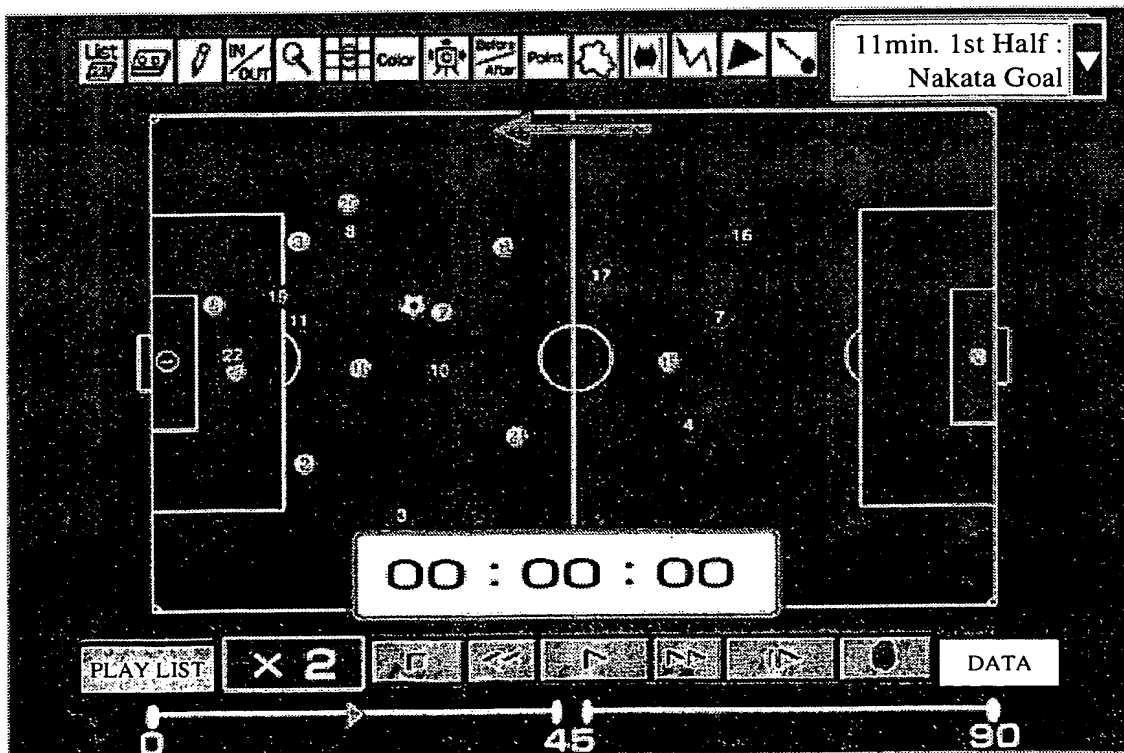 List
IN/OUT
Color
Before/After
Point
11min. 1st Half :
Nakata Goal
16
8
17
15
11
7
22
10
4
2
3
00 : 00 : 00
PLAY LIST
× 2
DATA
0
45
90